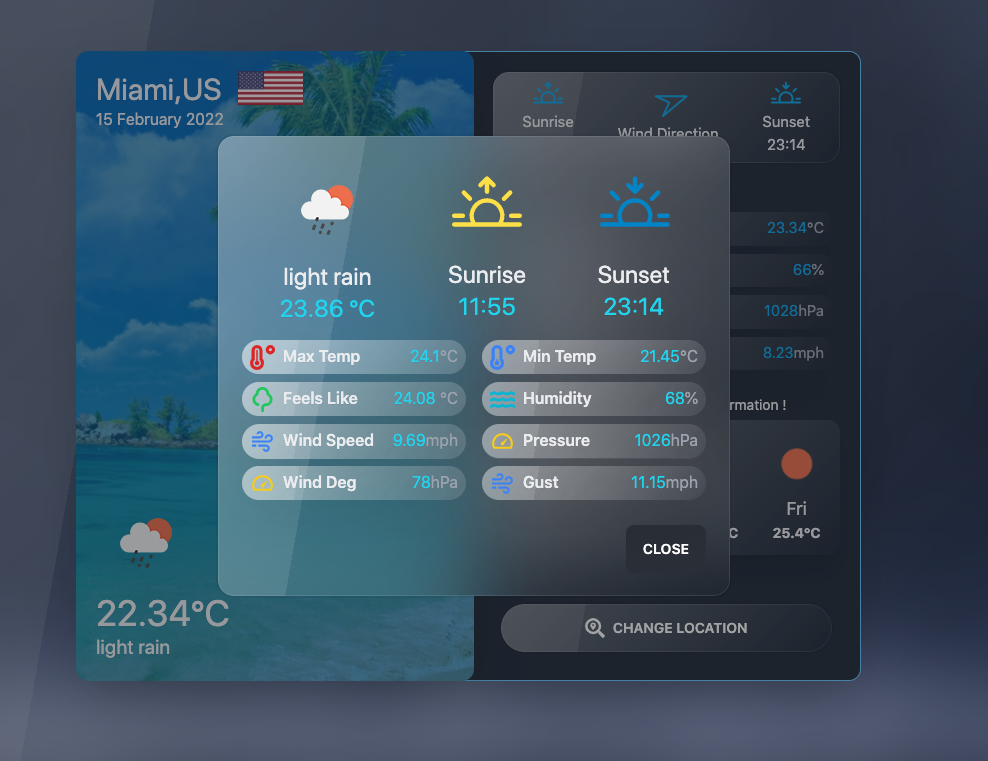 Miami,US
15 February 2022
Sunrise
Wind Direction
Sunset
23:14
light rain
23.86 °C
Sunrise
11:55
Sunset
23:14
Max Temp 24.1°C
Min Temp 21.45°C
Feels Like 24.08 °C
Humidity 68%
Wind Speed 9.69mph
Pressure 1026hPa
Wind Deg 78hPa
Gust 11.15mph
CLOSE
23.34°C
66%
1028hPa
8.23mph
rmation !
Fri
C 25.4°C
22.34°C
light rain
CHANGE LOCATION